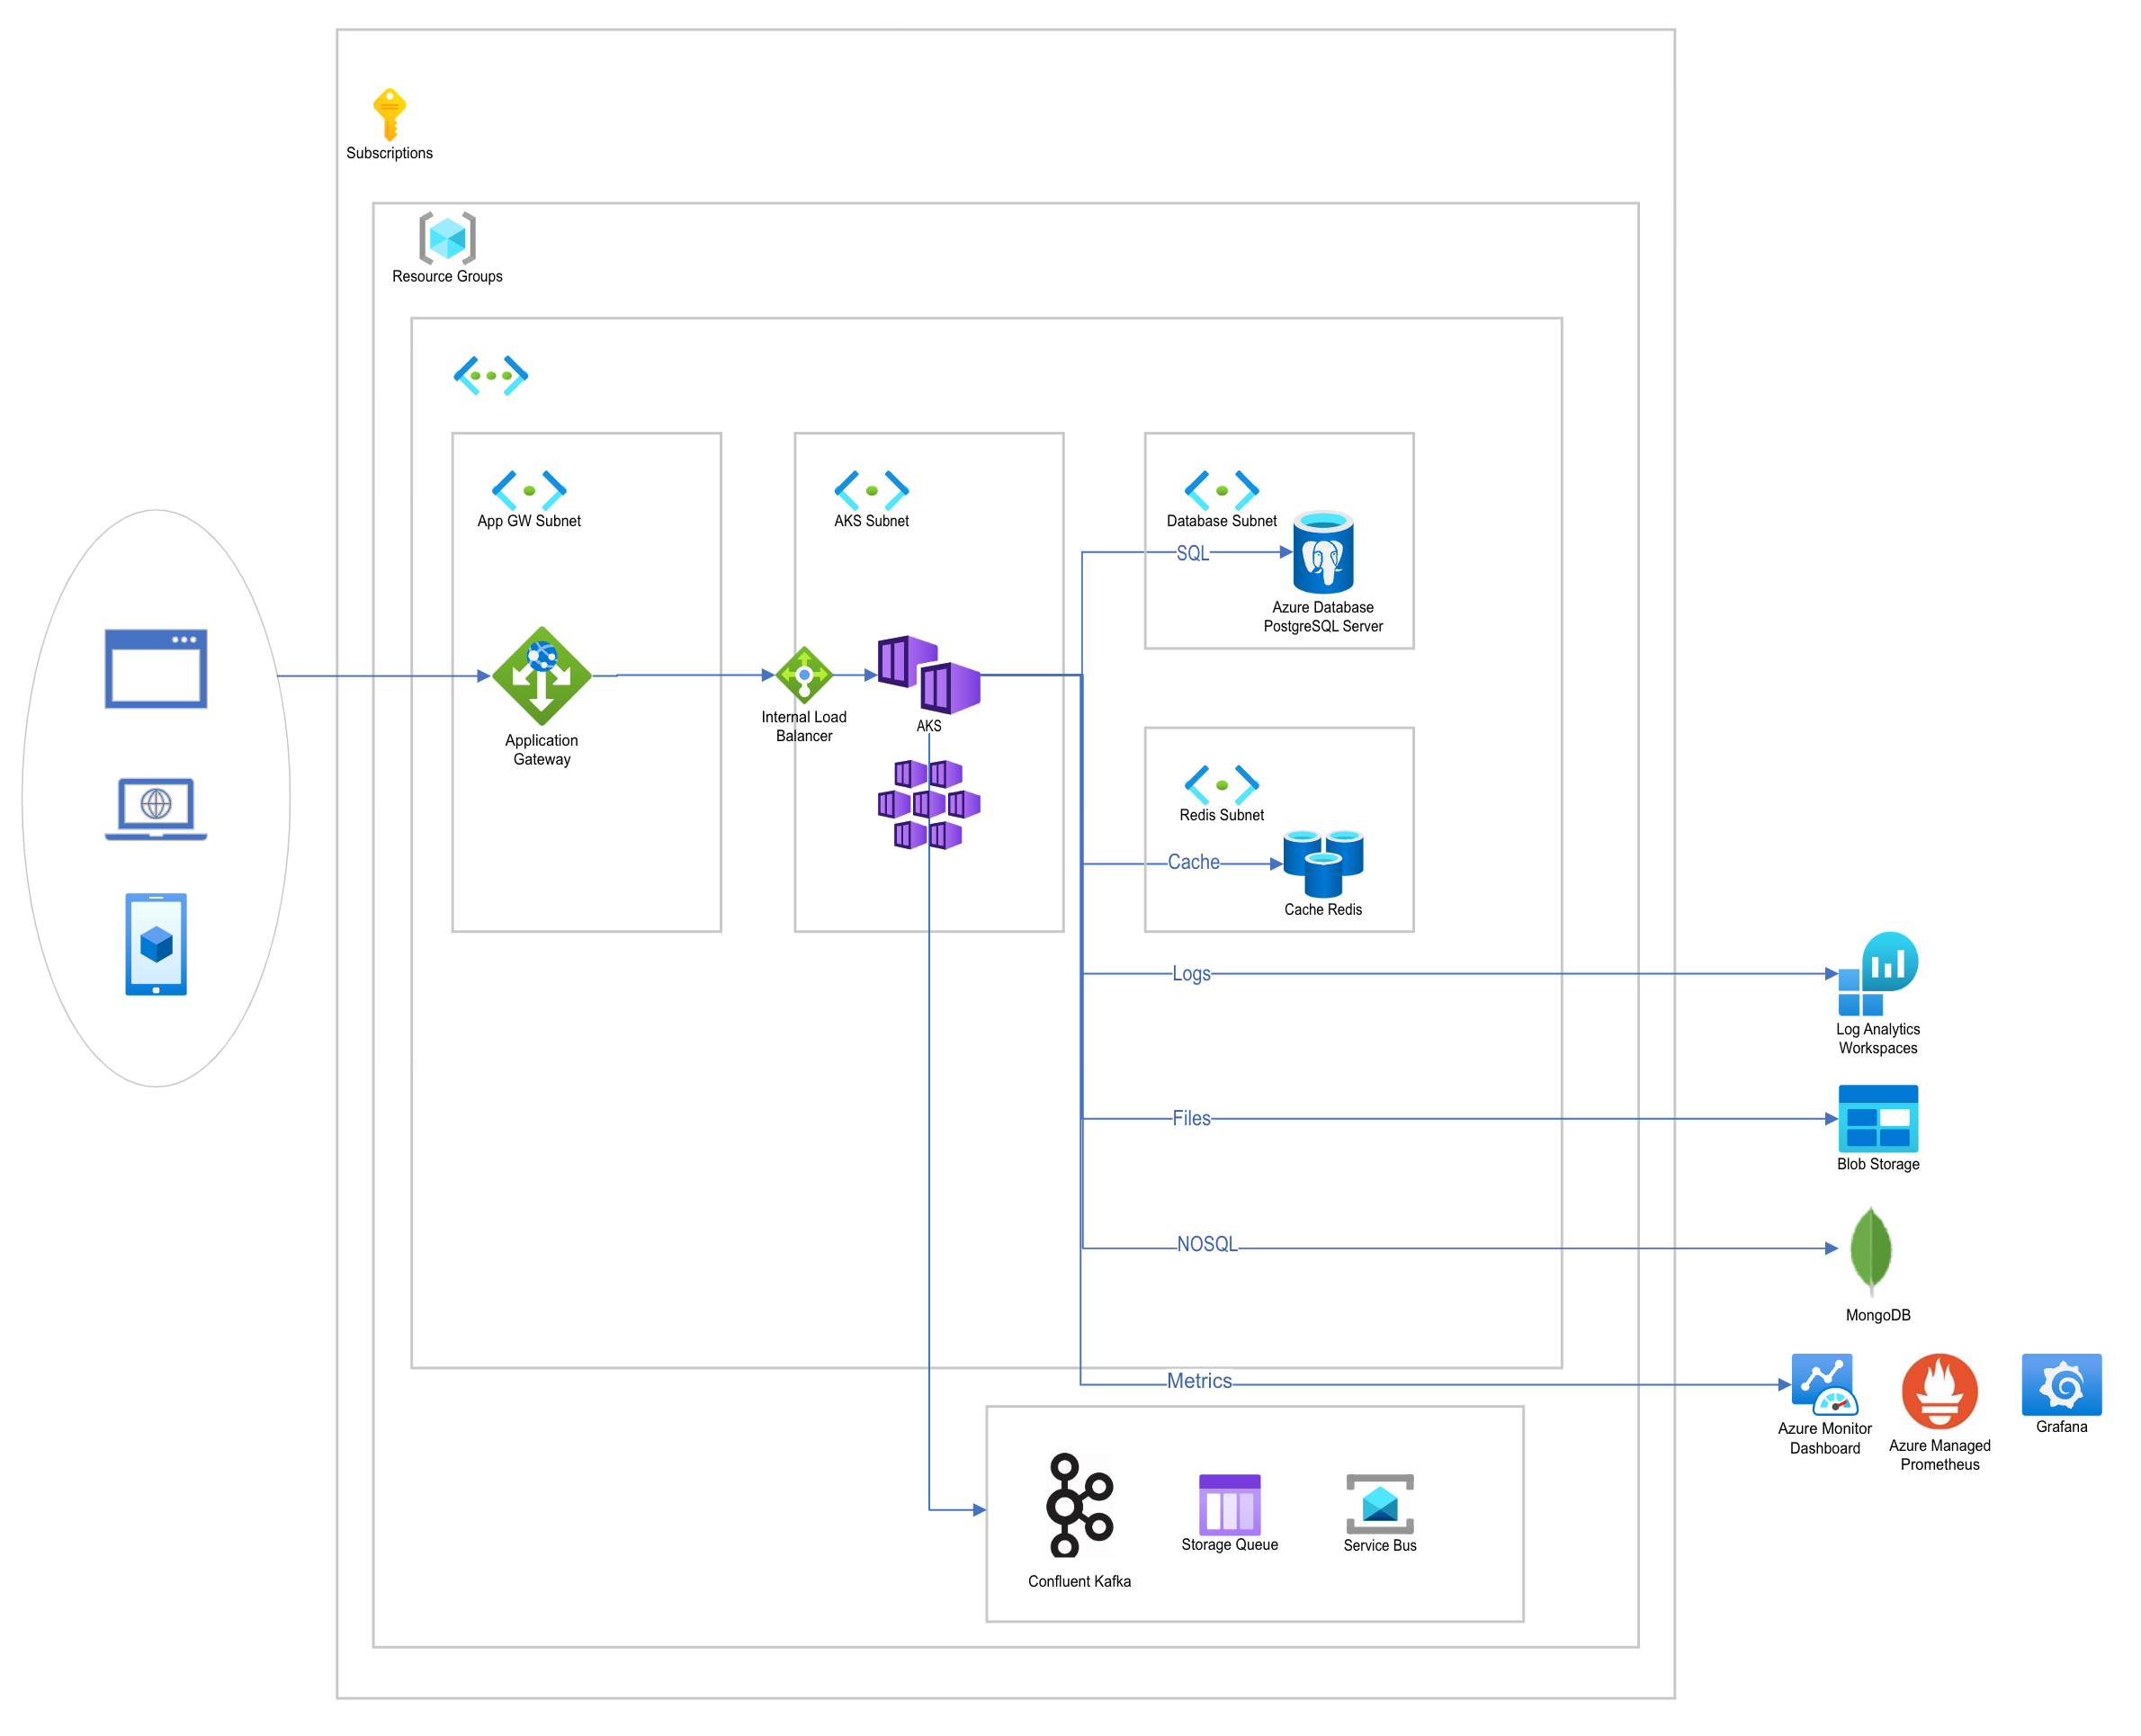 Subscriptions
Resource Groups
App GW Subnet
AKS Subnet
Database Subnet
SQL
Azure Database
PostgreSQL Server
Application
Gateway
Internal Load
Balancer
AKS
Redis Subnet
Cache
Cache Redis
Logs
Log Analytics
Workspaces
Files
Blob Storage
NOSQL
MongoDB
Metrics
Azure Monitor
Dashboard
Azure Managed
Prometheus
Grafana
Confluent Kafka
Storage Queue
Service Bus